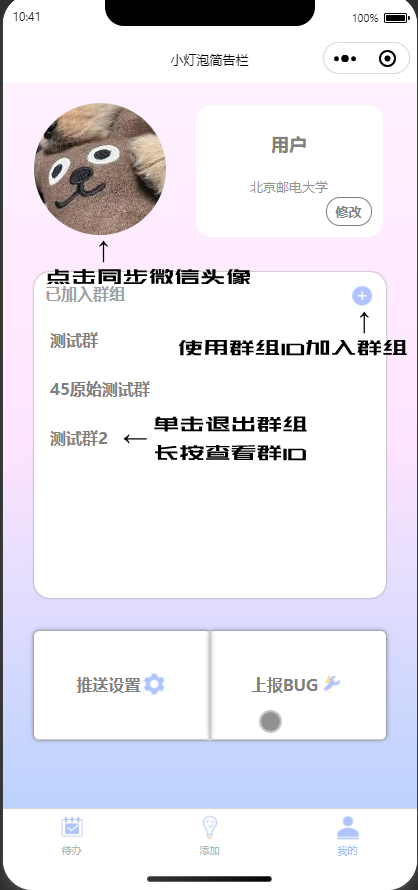 10:41
100%
小灯泡简告栏
用户
北京邮电大学
修改
点击同步微信头像
已加入群组
使用群组ID加入群组
测试群
45原始测试群
单击退出群组
测试群2
长按查看群ID
推送设置
上报BUG
待办
添加
我的